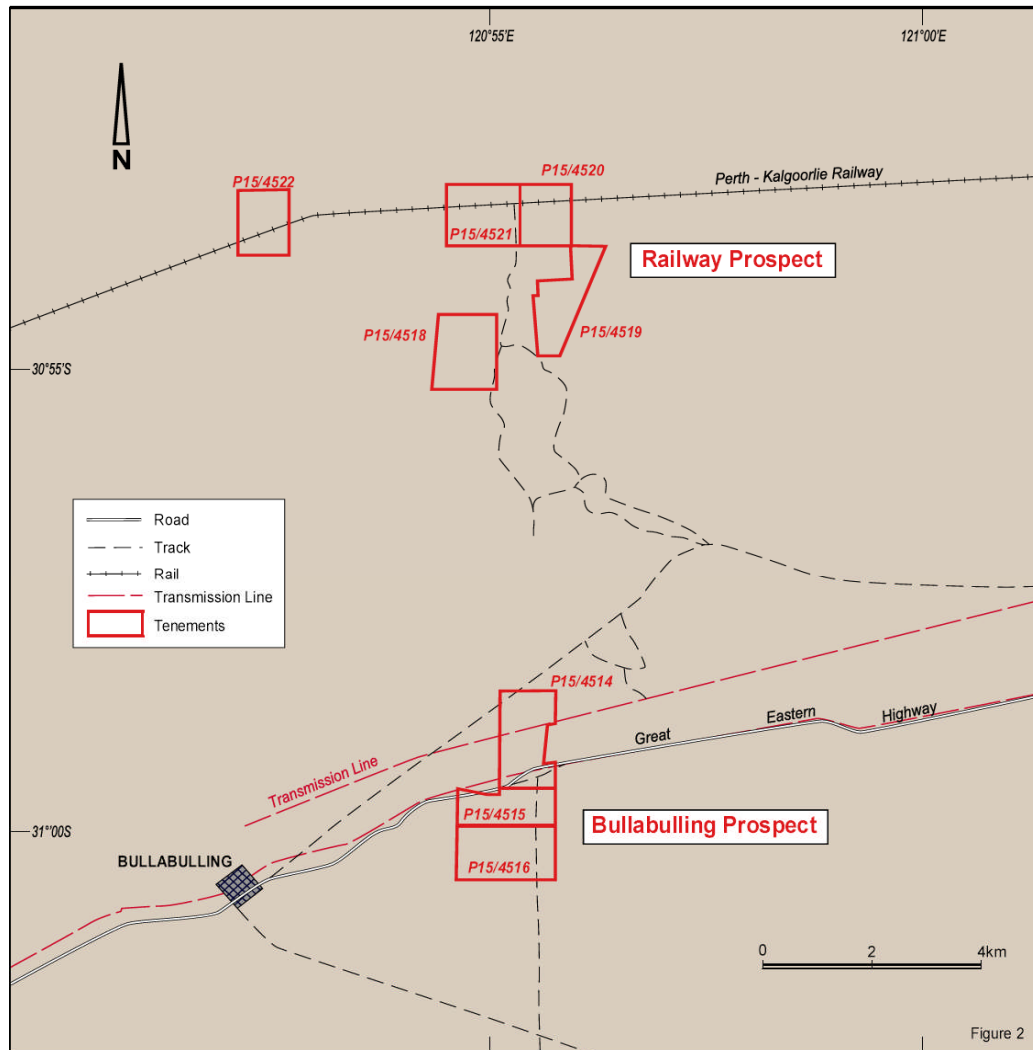 120°55'E
121°00'E
N
P15/4522
P15/4520
Perth - Kalgoorlie Railway
P15/4521
Railway Prospect
P15/4518
P15/4519
30°55'S
Road
Track
Rail
Transmission Line
Tenements
P15/4514
Great Eastern Highway
Transmission Line
P15/4515
Bullabulling Prospect
31°00S
BULLABULLING
P15/4516
0 2 4km
Figure 2